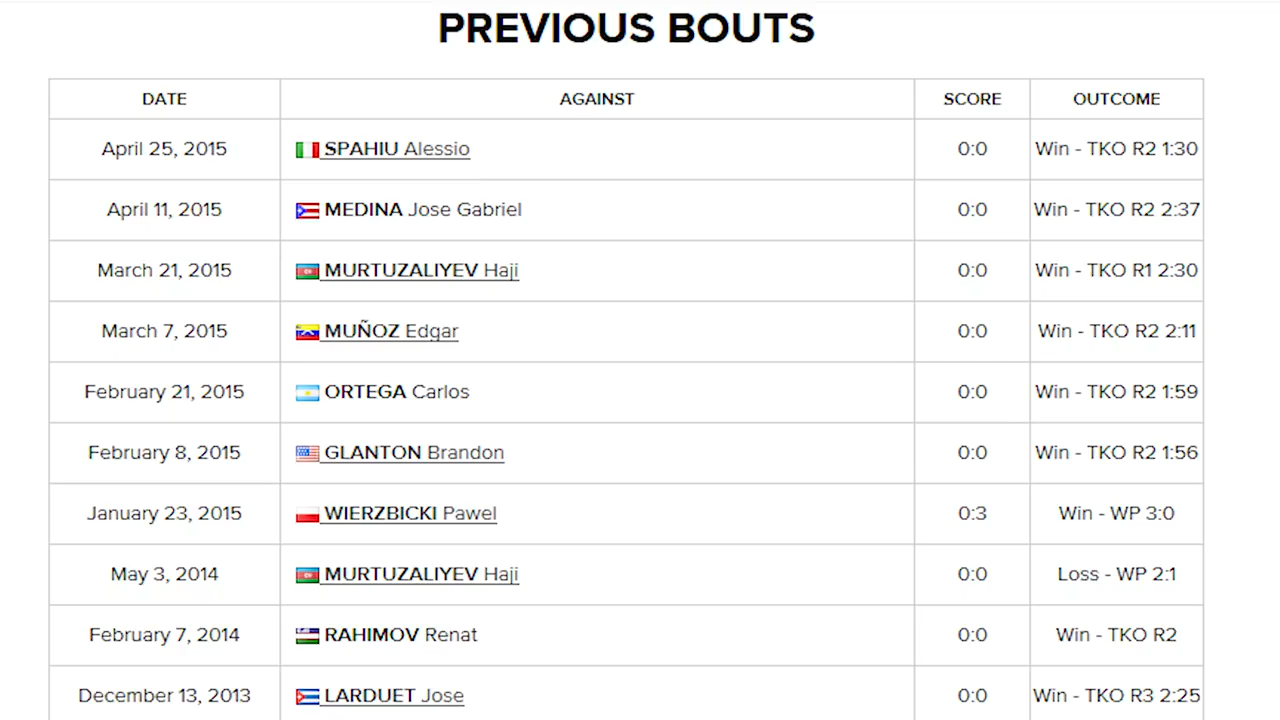 PREVIOUS BOUTS
DATE AGAINST SCORE OUTCOME
April 25, 2015 SPAHIU Alessio 0:0 Win - TKO R2 1:30
April 11, 2015 MEDINA Jose Gabriel 0:0 Win - TKO R2 2:37
March 21, 2015 MURTUZALIYEV Haji 0:0 Win - TKO R1 2:30
March 7, 2015 MUÑOZ Edgar 0:0 Win - TKO R2 2:11
February 21, 2015 ORTEGA Carlos 0:0 Win - TKO R2 1:59
February 8, 2015 GLANTON Brandon 0:0 Win - TKO R2 1:56
January 23, 2015 WIERZBICKI Pawel 0:3 Win - WP 3:0
May 3, 2014 MURTUZALIYEV Haji 0:0 Loss - WP 2:1
February 7, 2014 RAHIMOV Renat 0:0 Win - TKO R2
December 13, 2013 LARDUET Jose 0:0 Win - TKO R3 2:25